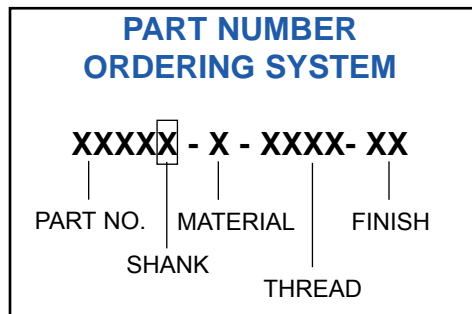 PART NUMBER
ORDERING SYSTEM
XXXXX - X - XXXX- XX
PART NO. MATERIAL FINISH
SHANK
THREAD